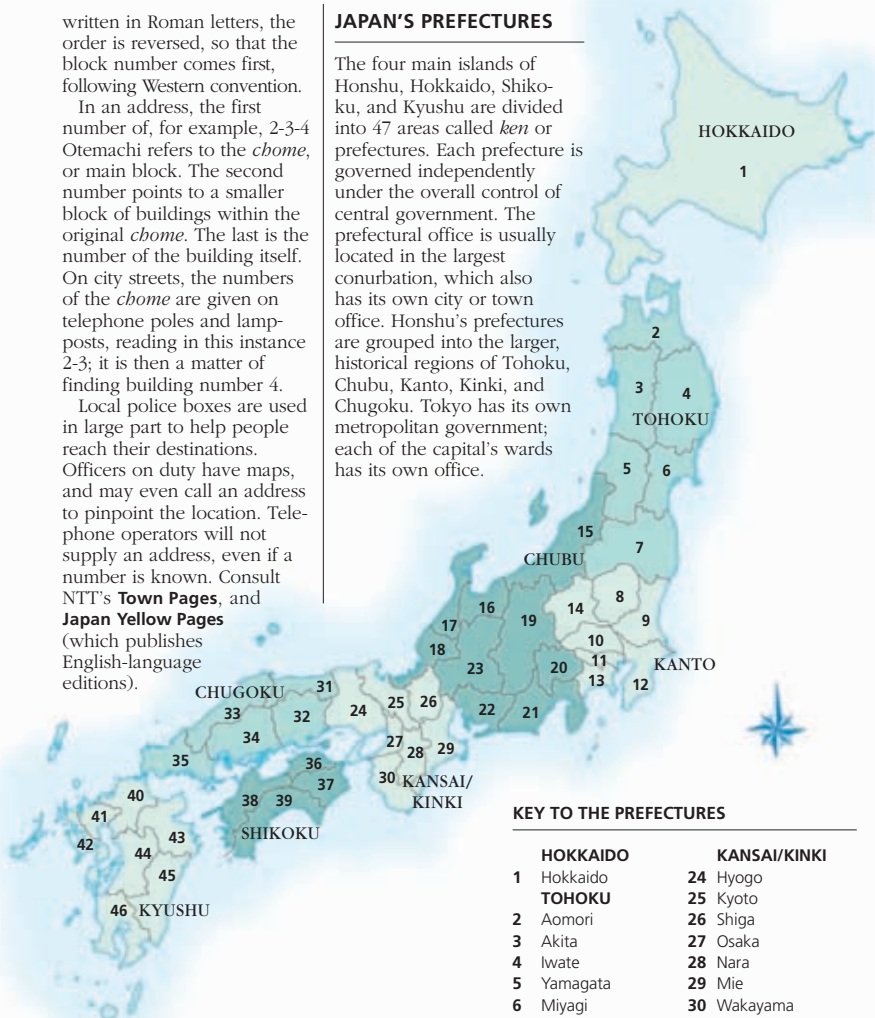 written in Roman letters, the
order is reversed, so that the
block number comes first,
following Western convention.
In an address, the first
number of, for example, 2-3-4
Otemachi refers to the chome,
or main block. The second
number points to a smaller
block of buildings within the
original chome. The last is the
number of the building itself.
On city streets, the numbers
of the chome are given on
telephone poles and lamp-
posts, reading in this instance
2-3; it is then a matter of
finding building number 4.
Local police boxes are used
in large part to help people
reach their destinations.
Officers on duty have maps,
and may even call an address
to pinpoint the location. Tele-
phone operators will not
supply an address, even if a
number is known. Consult
NTT's Town Pages, and
Japan Yellow Pages
(which publishes
English-language
editions).
JAPAN'S PREFECTURES
The four main islands of
Honshu, Hokkaido, Shiko-
ku, and Kyushu are divided
into 47 areas called ken or
prefectures. Each prefecture is
governed independently
under the overall control of
central government. The
prefectural office is usually
located in the largest
conurbation, which also
has its own city or town
office. Honshu's prefectures
are grouped into the larger,
historical regions of Tohoku,
Chubu, Kanto, Kinki, and
Chugoku. Tokyo has its own
metropolitan government;
each of the capital's wards
has its own office.
HOKKAIDO
1
2
3
4
TOHOKU
5
6
15
CHUBU
7
16
19
14
8
17
9
18
10
23
20
11
KANTO
13
12
22
21
CHUGOKU
31
33
32
24
25
26
34
27
28
29
35
30
KANSAI/
KINKI
36
37
38
39
SHIKOKU
40
41
42
43
44
45
46
KYUSHU
KEY TO THE PREFECTURES
HOKKAIDO
1 Hokkaido
TOHOKU
2 Aomori
3 Akita
4 Iwate
5 Yamagata
6 Miyagi
KANSAI/KINKI
24 Hyogo
25 Kyoto
26 Shiga
27 Osaka
28 Nara
29 Mie
30 Wakayama